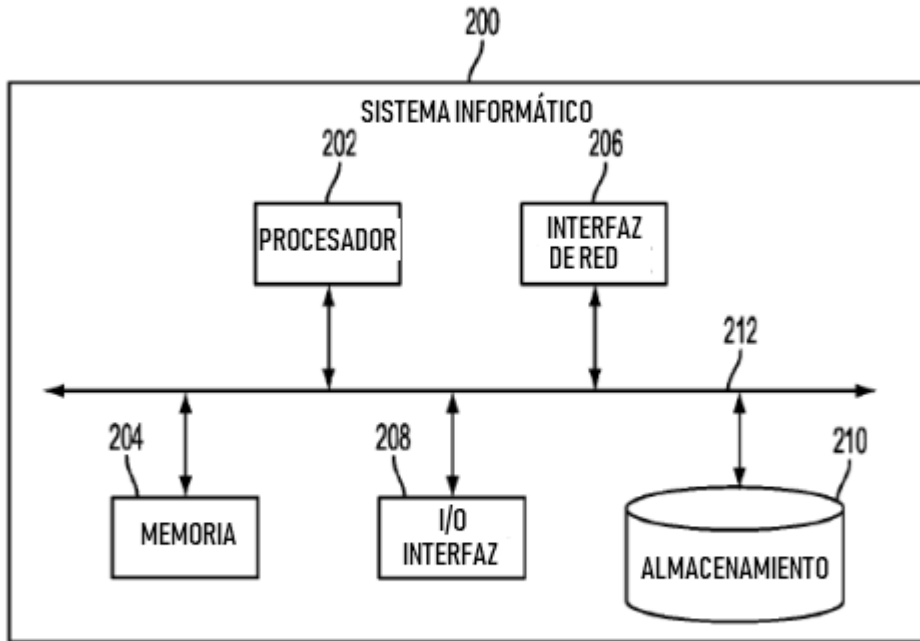 200
SISTEMA INFORMÁTICO
202
206
PROCESADOR
INTERFAZ
DE RED
212
204
208
210
MEMORIA
I/O
INTERFAZ
ALMACENAMIENTO